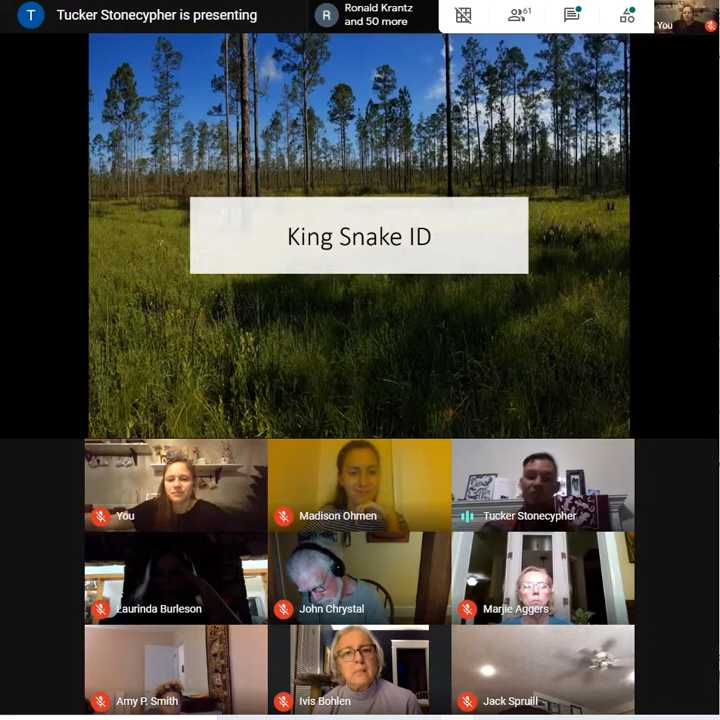 T
Tucker Stonecypher is presenting
R
Ronald Krantz
and 50 more
61
You
King Snake ID
You
Madison Ohmen
Tucker Stonecypher
Laurinda Burleson
John Chrystal
Marjie Aggers
Amy P. Smith
Ivis Bohlen
Jack Spruill